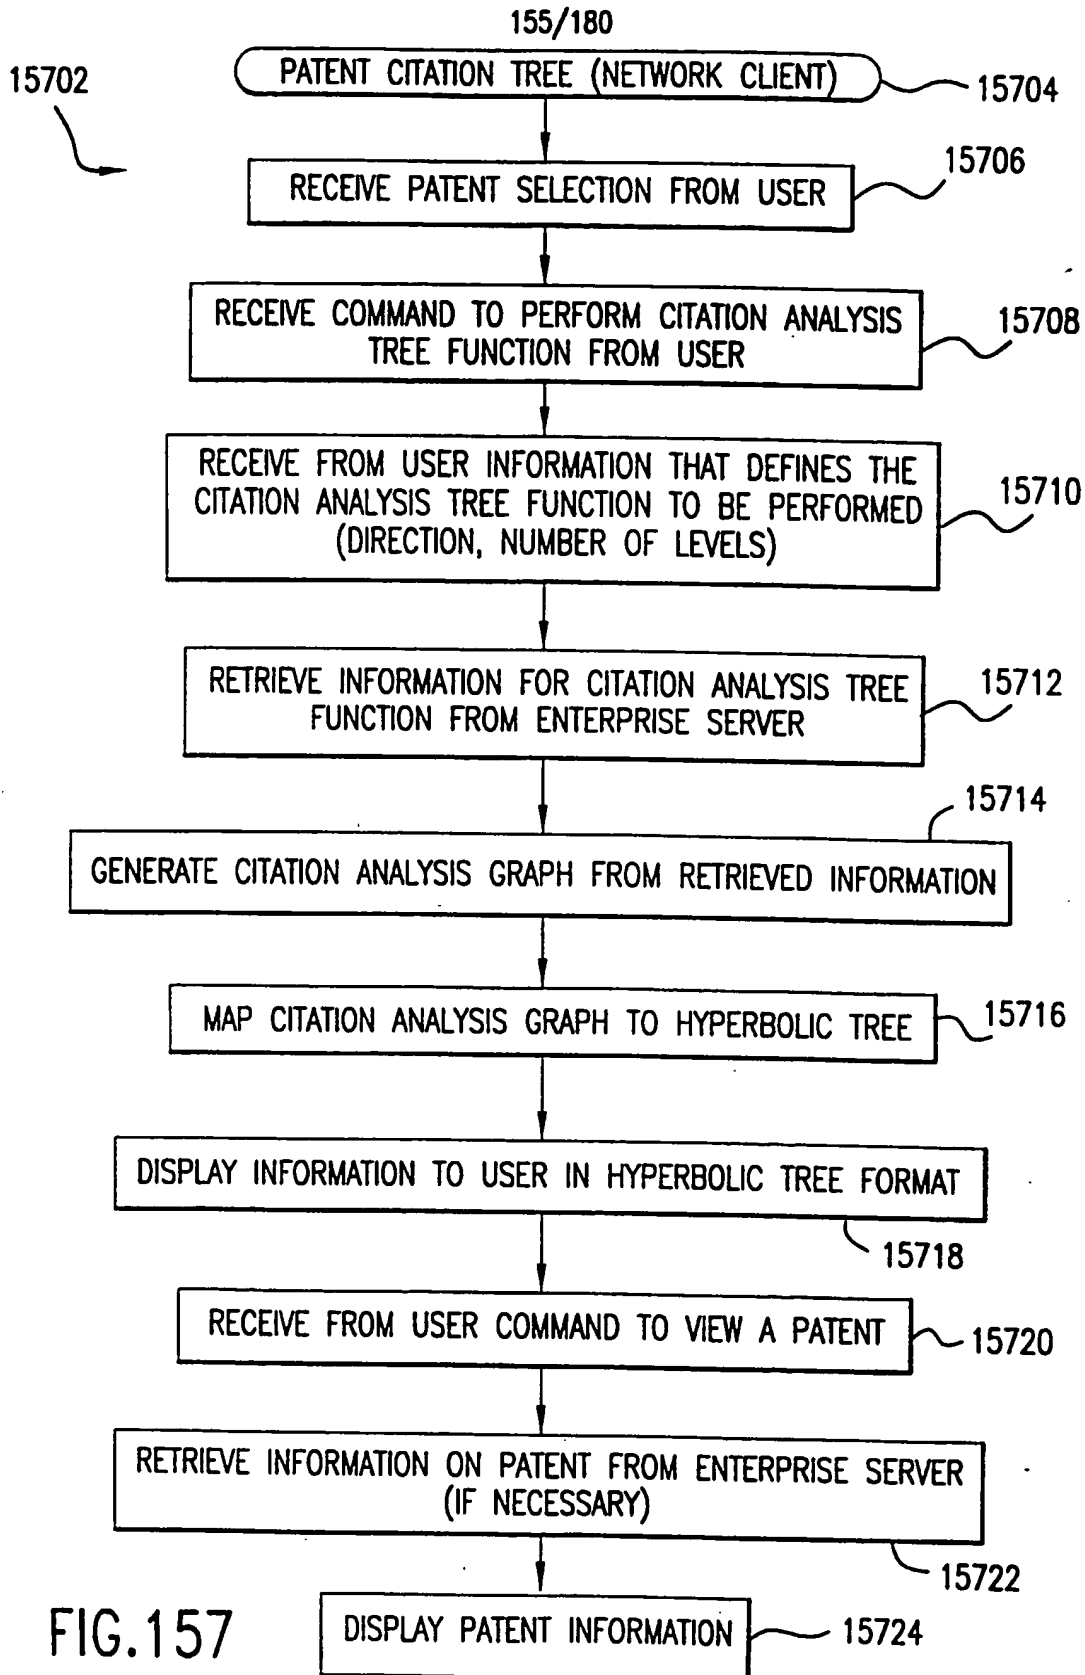 155/180
15702
PATENT CITATION TREE (NETWORK CLIENT)
15704
RECEIVE PATENT SELECTION FROM USER
15706
RECEIVE COMMAND TO PERFORM CITATION ANALYSIS
TREE FUNCTION FROM USER
15708
RECEIVE FROM USER INFORMATION THAT DEFINES THE
CITATION ANALYSIS TREE FUNCTION TO BE PERFORMED
(DIRECTION, NUMBER OF LEVELS)
15710
RETRIEVE INFORMATION FOR CITATION ANALYSIS TREE
FUNCTION FROM ENTERPRISE SERVER
15712
15714
GENERATE CITATION ANALYSIS GRAPH FROM RETRIEVED INFORMATION
MAP CITATION ANALYSIS GRAPH TO HYPERBOLIC TREE
15716
DISPLAY INFORMATION TO USER IN HYPERBOLIC TREE FORMAT
15718
RECEIVE FROM USER COMMAND TO VIEW A PATENT
15720
RETRIEVE INFORMATION ON PATENT FROM ENTERPRISE SERVER
(IF NECESSARY)
15722
FIG.157
DISPLAY PATENT INFORMATION
15724